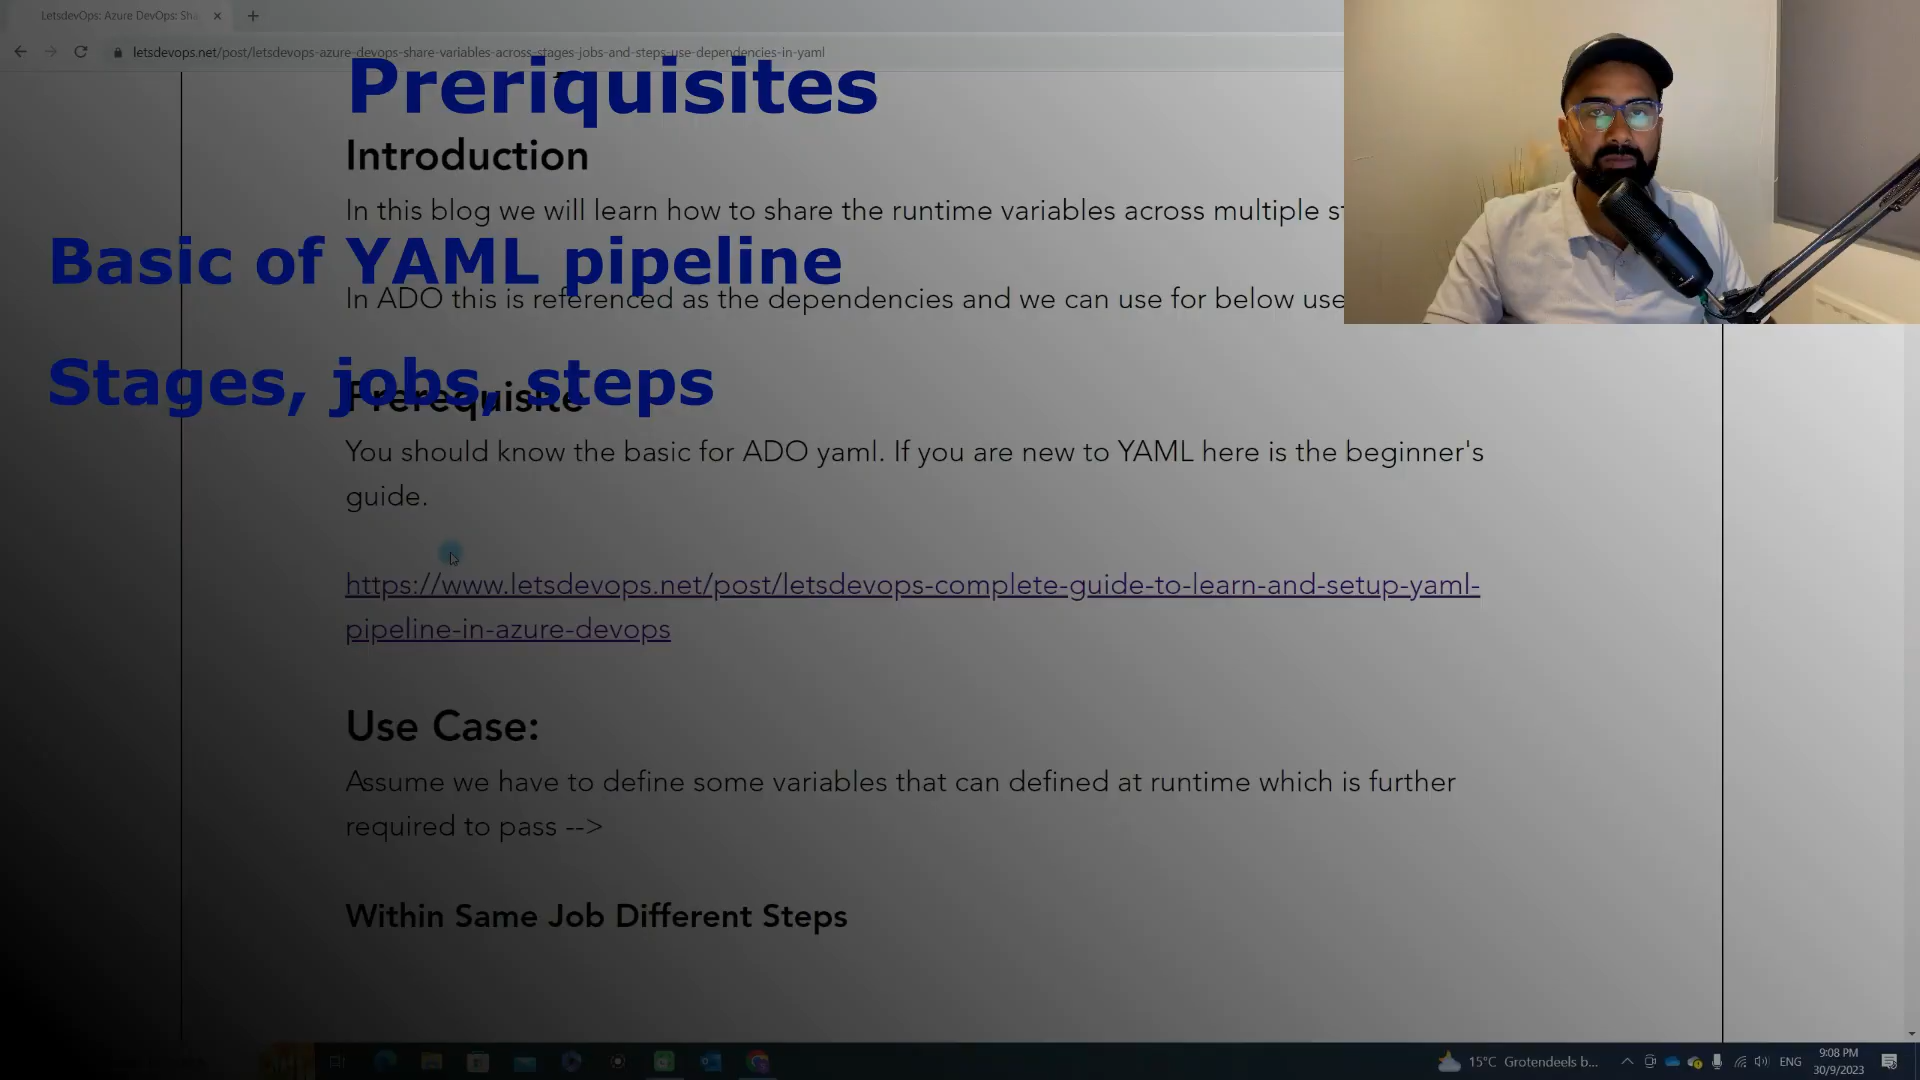 LetsdevOps: Azure DevOps: Sha
letsdevops.net/post/letsdevops-azure-devops-share-variables-across-stages-jobs-and-steps-use-dependencies-in-yaml
Preriquisites
Introduction
In this blog we will learn how to share the runtime variables across multiple st
Basic of YAML pipeline
In ADO this is referenced as the dependencies and we can use for below use
Stages, jobs, steps
Prerequisite
You should know the basic for ADO yaml. If you are new to YAML here is the beginner's
guide.
https://www.letsdevops.net/post/letsdevops-complete-guide-to-learn-and-setup-yaml-
pipeline-in-azure-devops
Use Case:
Assume we have to define some variables that can defined at runtime which is further
required to pass -->
Within Same Job Different Steps
15°C Grotendeels b...
ENG
9:08 PM
30/9/2023